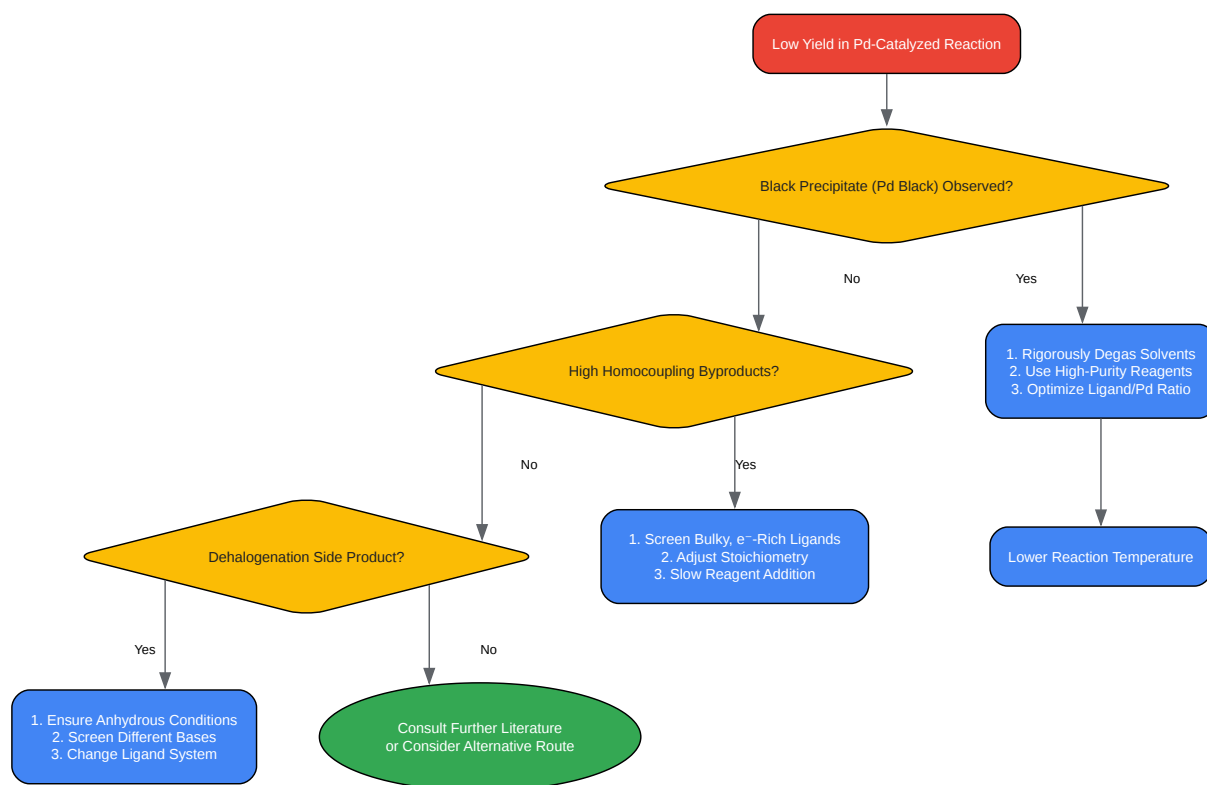 Low Yield in Pd-Catalyzed Reaction
Black Precipitate (Pd Black) Observed?
No
Yes
High Homocoupling Byproducts?
1. Rigorously Degas Solvents
2. Use High-Purity Reagents
3. Optimize Ligand/Pd Ratio
No
Yes
Dehalogenation Side Product?
1. Screen Bulky, e⁻-Rich Ligands
2. Adjust Stoichiometry
3. Slow Reagent Addition
Lower Reaction Temperature
Yes
No
1. Ensure Anhydrous Conditions
2. Screen Different Bases
3. Change Ligand System
Consult Further Literature
or Consider Alternative Route